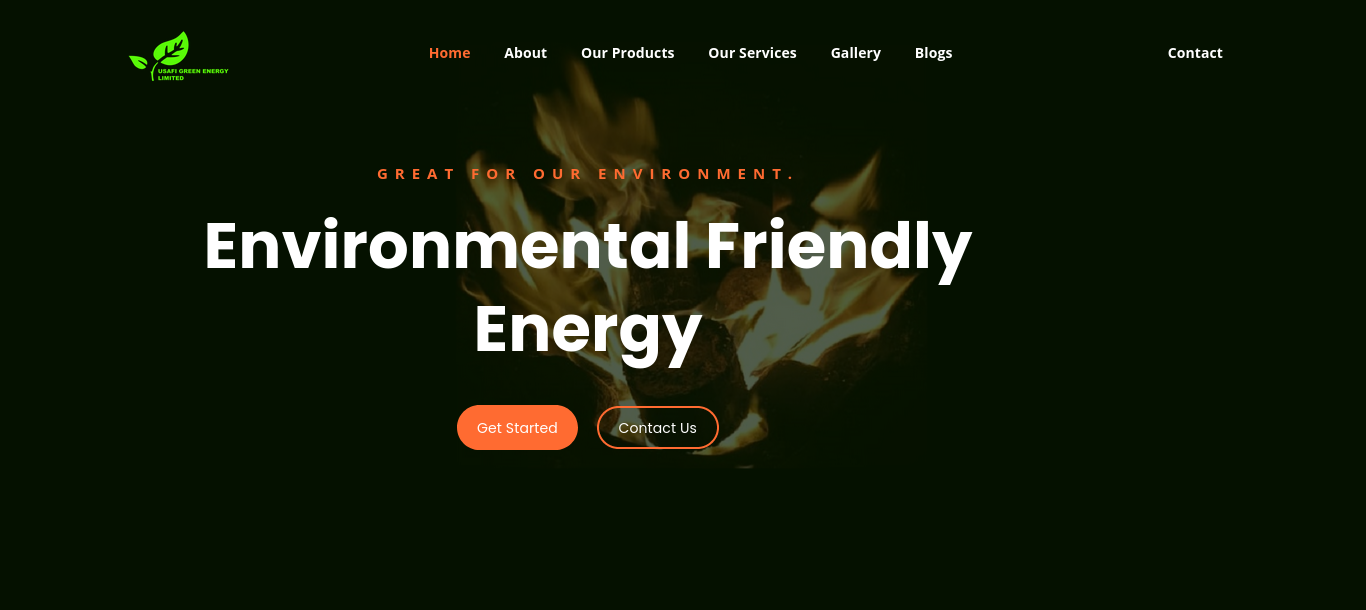 USAFI GREEN ENERGY
LIMITED
Home About Our Products Our Services Gallery Blogs Contact
GREAT FOR OUR ENVIRONMENT.
Environmental Friendly
Energy
Get Started Contact Us